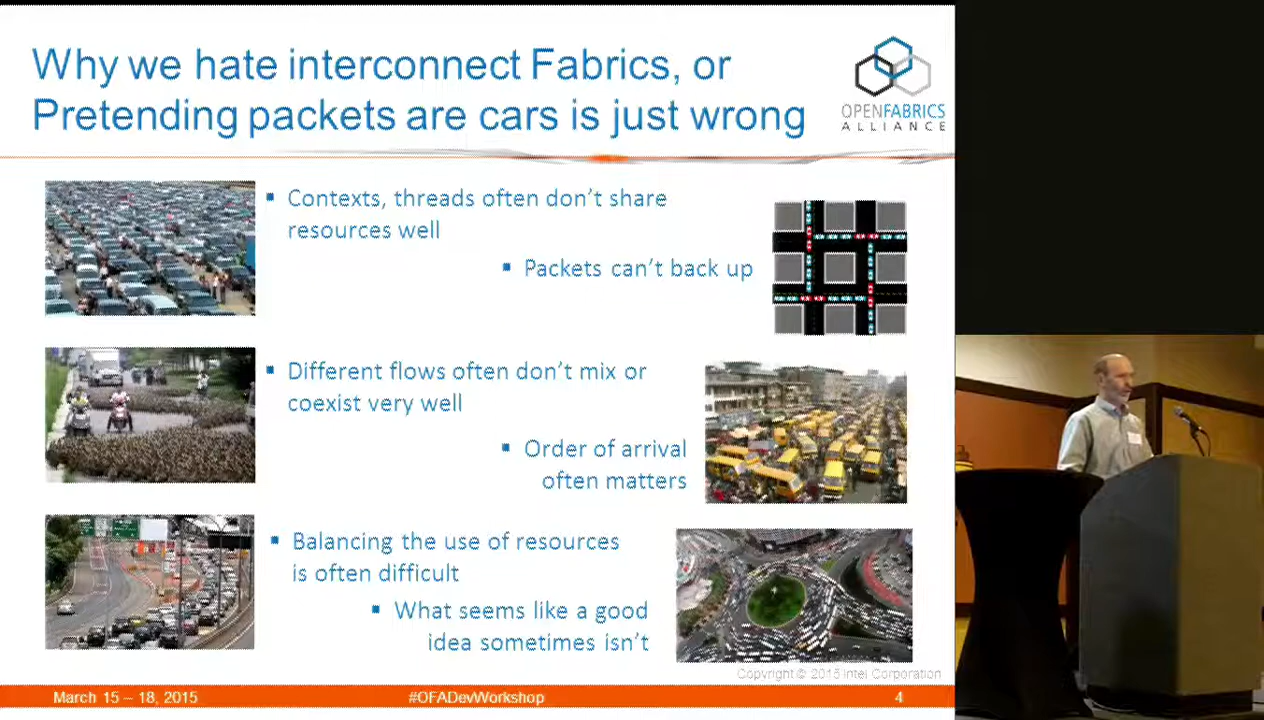 Why we hate interconnect Fabrics, or
Pretending packets are cars is just wrong
OPENFABRICS
ALLIANCE
▪ Contexts, threads often don't share
resources well
▪ Packets can't back up
▪ Different flows often don't mix or
coexist very well
▪ Order of arrival
often matters
▪ Balancing the use of resources
is often difficult
▪ What seems like a good
idea sometimes isn't
Copyright © 2015 Intel Corporation
March 15 – 18, 2015
#OFADevWorkshop
4